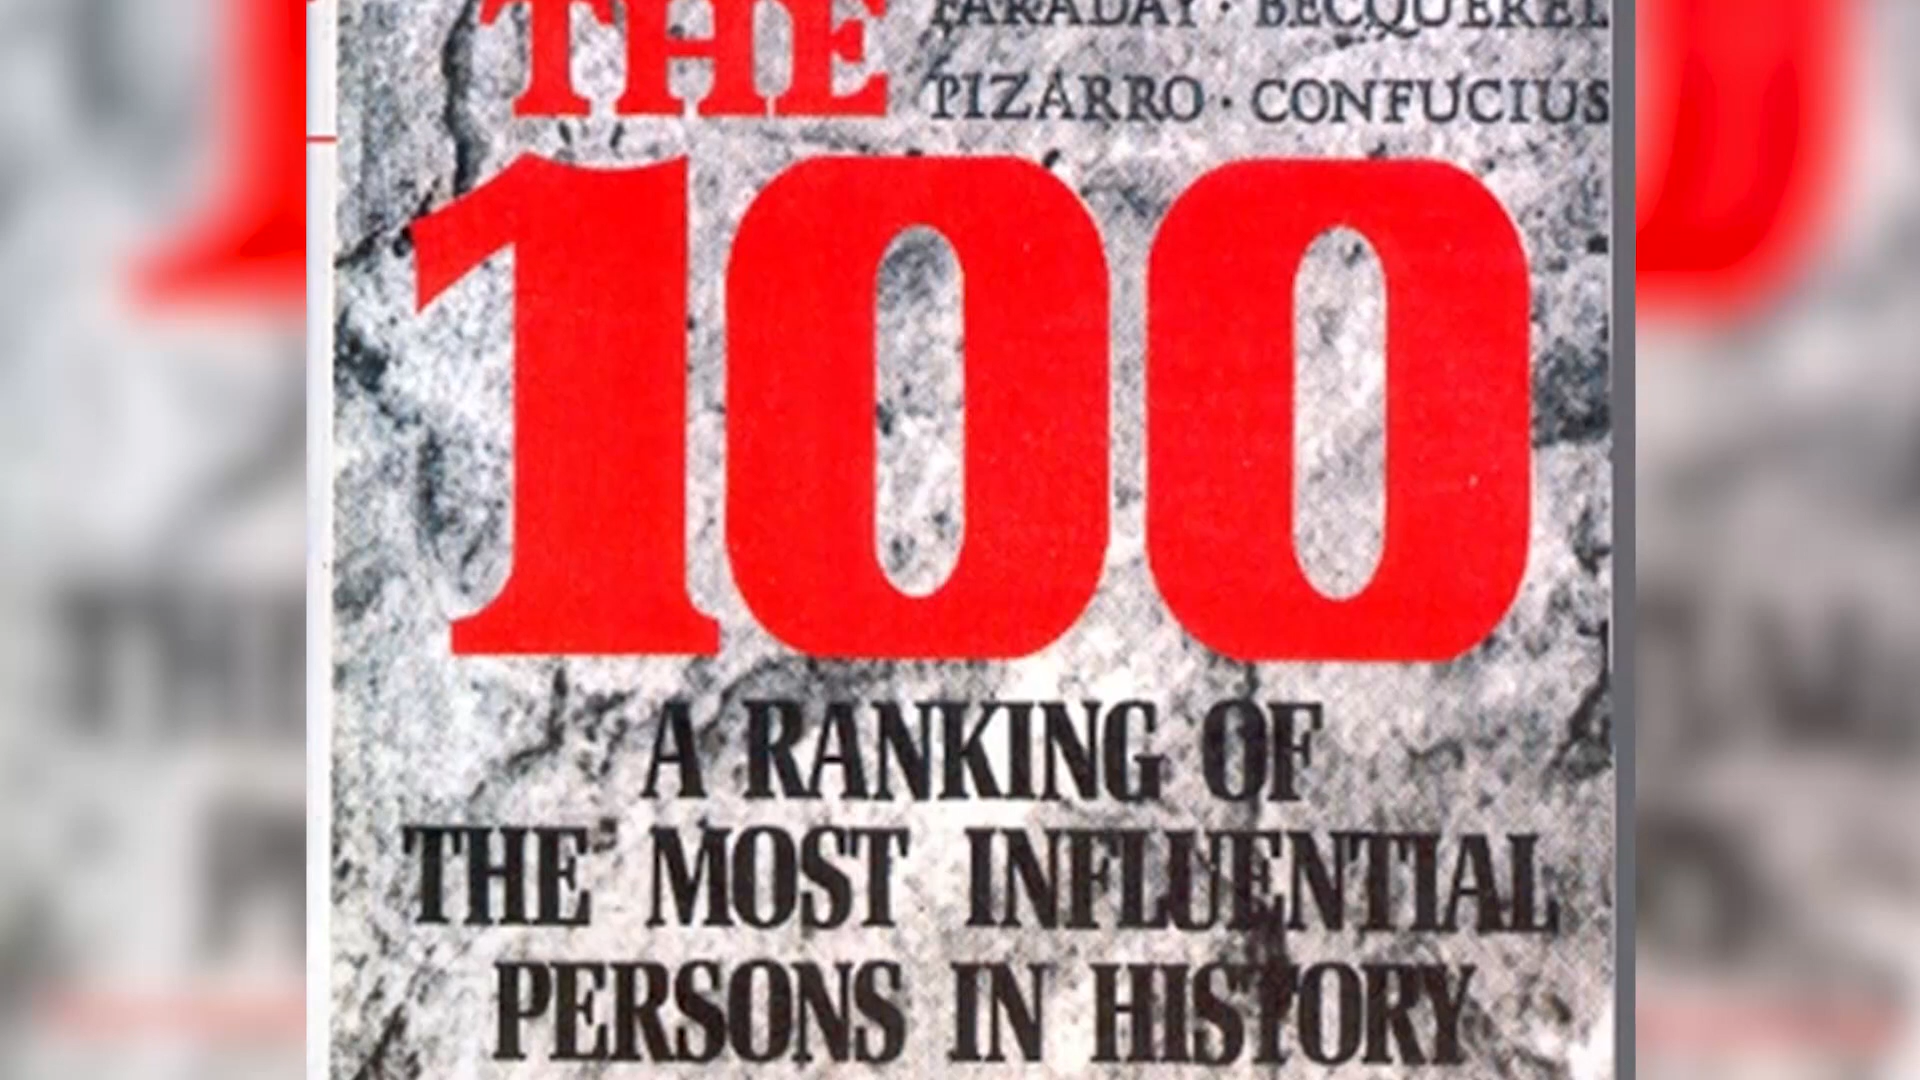 THE
FARADAY · BECQUEREL
PIZARRO · CONFUCIUS
100
A RANKING OF
THE MOST INFLUENTIAL
PERSONS IN HISTORY